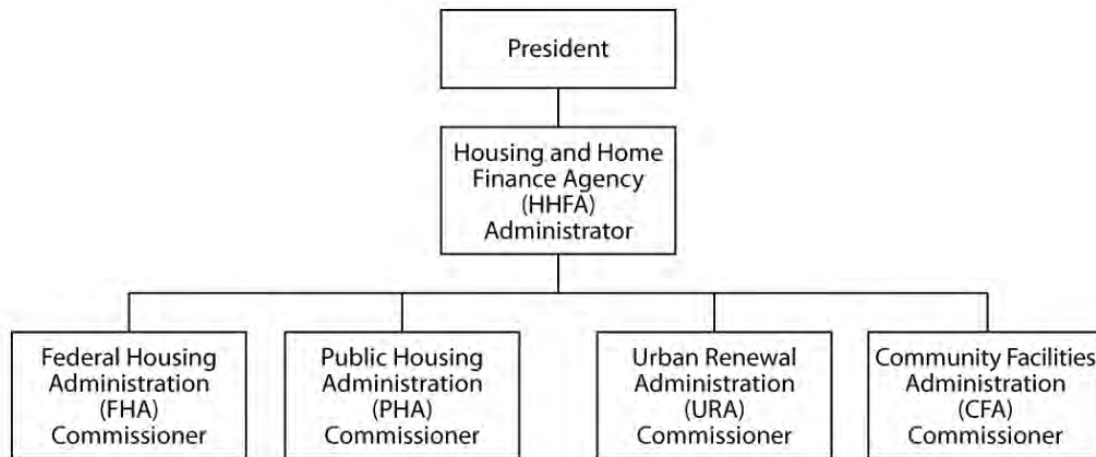 President
Housing and Home
Finance Agency
(HHFA)
Administrator
Federal Housing
Administration
(FHA)
Commissioner
Public Housing
Administration
(PHA)
Commissioner
Urban Renewal
Administration
(URA)
Commissioner
Community Facilities
Administration
(CFA)
Commissioner